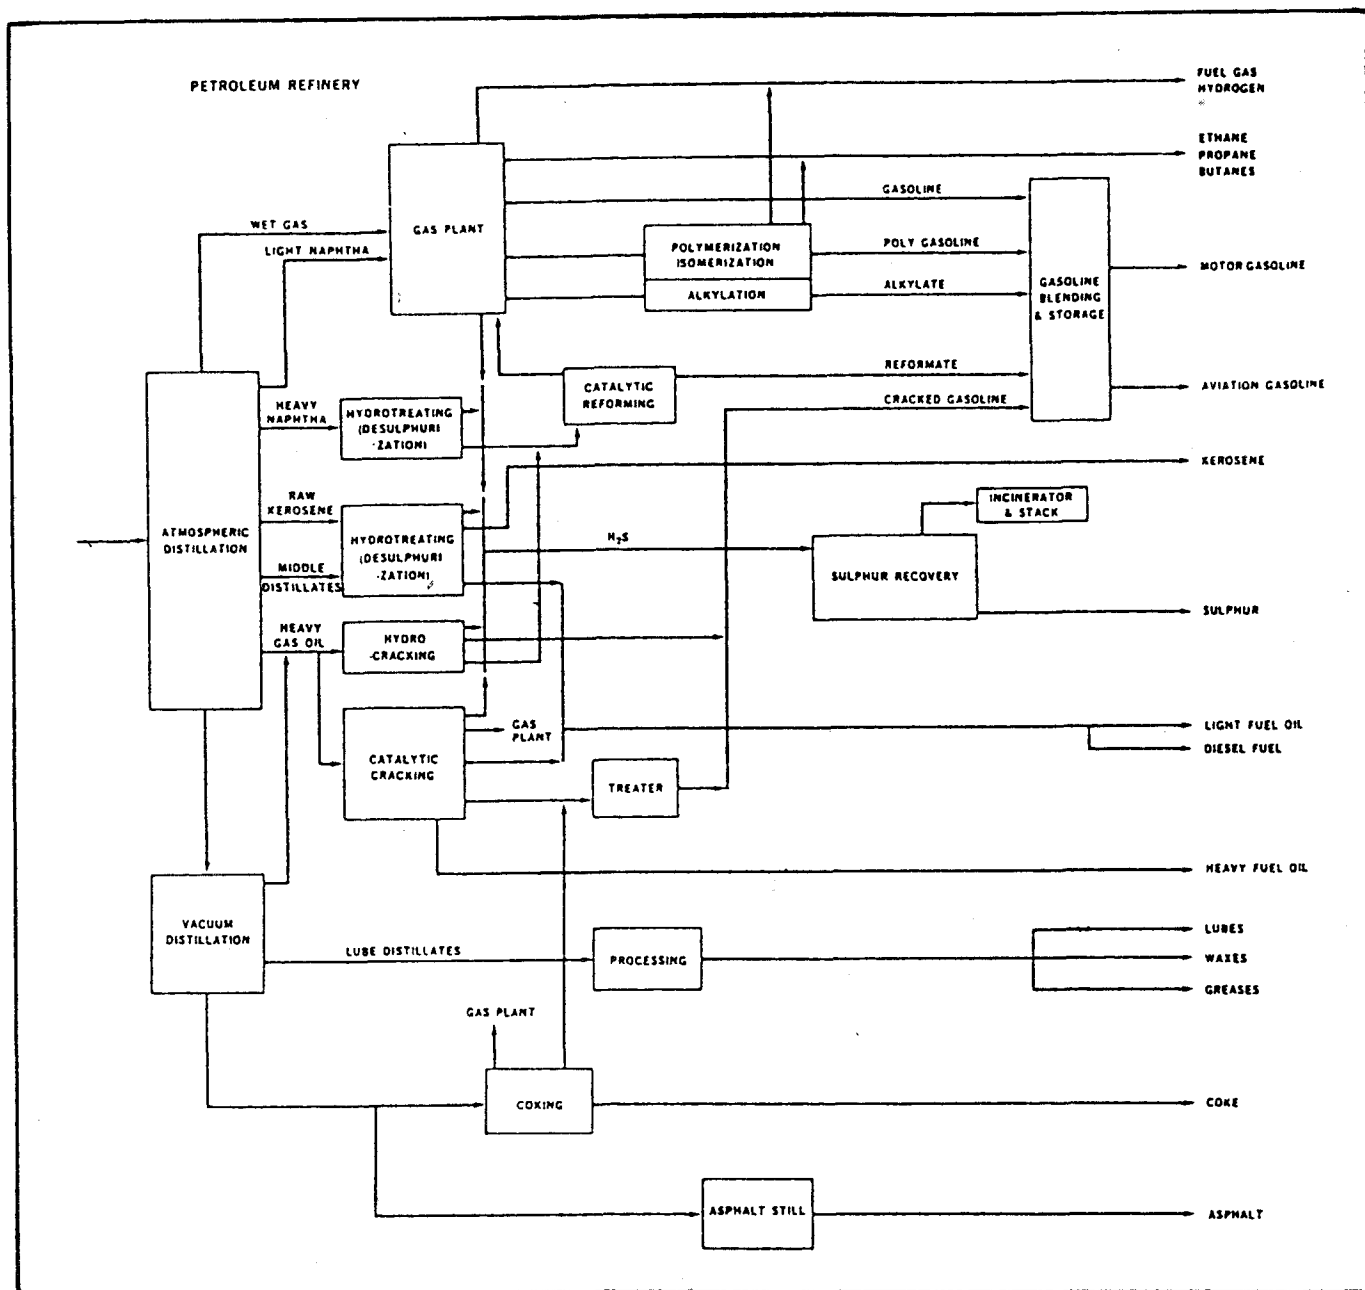 PETROLEUM REFINERY
FUEL GAS
HYDROGEN
ETHANE
PROPANE
BUTANES
GASOLINE
WET GAS
GAS PLANT
LIGHT NAPHTHA
POLYMERIZATION
ISOMERIZATION
POLY GASOLINE
ALKYLATION
ALKYLATE
GASOLINE
BLENDING
& STORAGE
MOTOR GASOLINE
REFORMATE
CATALYTIC
REFORMING
AVIATION GASOLINE
CRACKED GASOLINE
HEAVY
NAPHTHA
HYDROTREATING
(DESULPHURI
-ZATION)
KEROSENE
RAW
KEROSENE
INCINERATOR
& STACK
ATMOSPHERIC
DISTILLATION
HYDROTREATING
(DESULPHURI
-ZATION)
H₂S
MIDDLE
DISTILLATES
SULPHUR RECOVERY
SULPHUR
HEAVY
GAS OIL
HYDRO
-CRACKING
GAS
PLANT
LIGHT FUEL OIL
DIESEL FUEL
CATALYTIC
CRACKING
TREATER
HEAVY FUEL OIL
VACUUM
DISTILLATION
LUBE DISTILLATES
PROCESSING
LUBES
WAXES
GREASES
GAS PLANT
COKING
COKE
ASPHALT STILL
ASPHALT